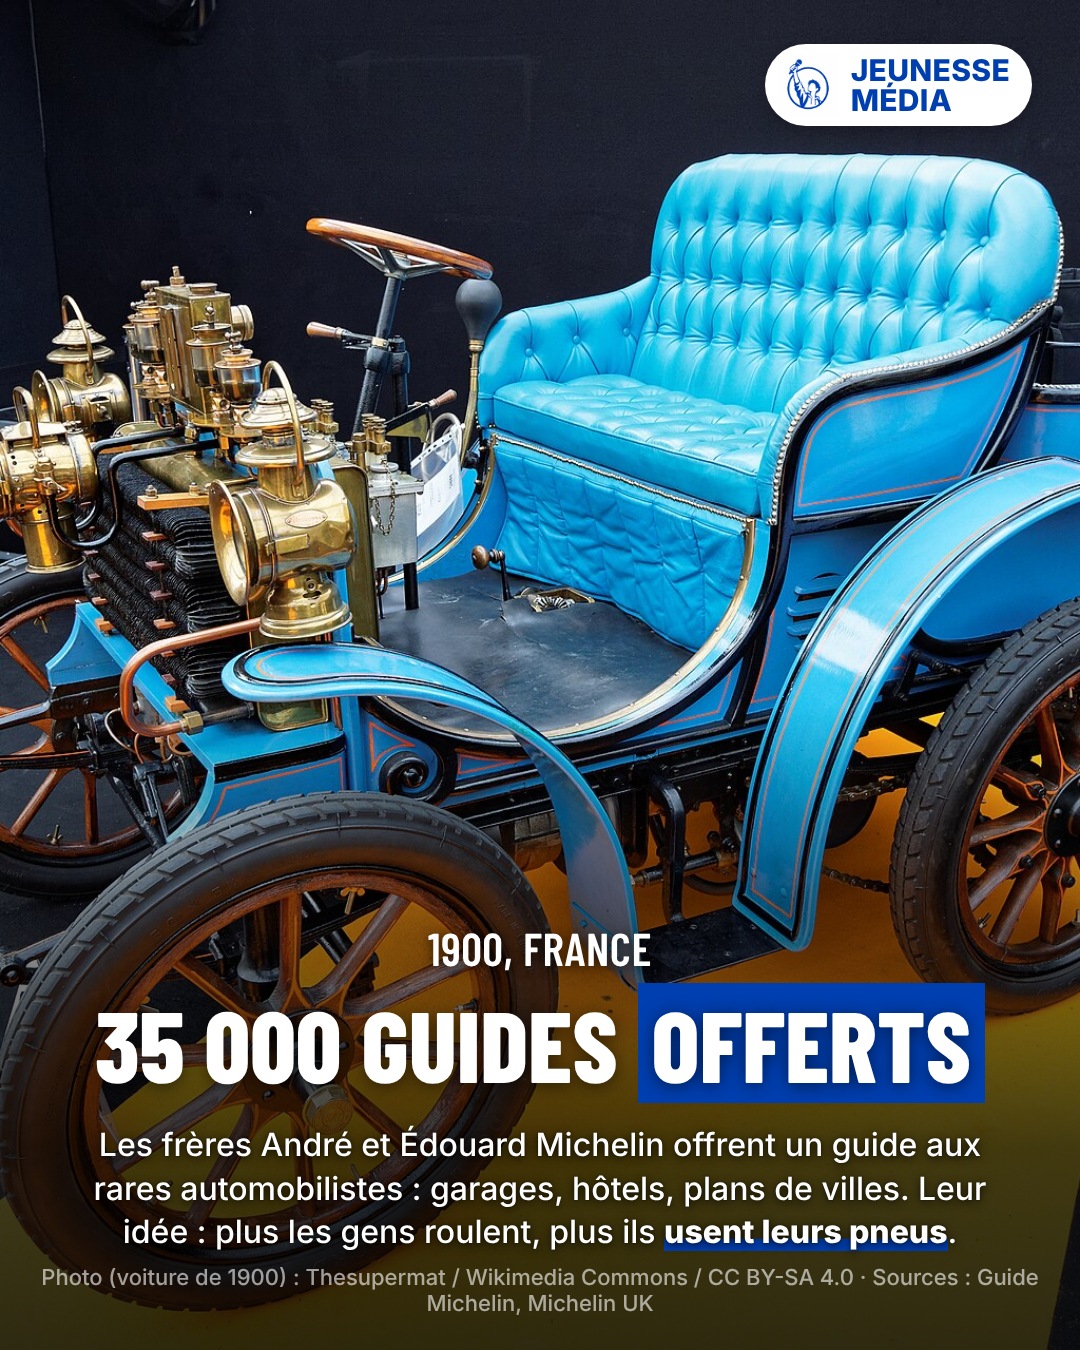 JEUNESSE
MÉDIA
1900, FRANCE
35 000 GUIDES OFFERTS
Les frères André et Édouard Michelin offrent un guide aux
rares automobilistes : garages, hôtels, plans de villes. Leur
idée : plus les gens roulent, plus ils usent leurs pneus.
Photo (voiture de 1900) : Thesupermat / Wikimedia Commons / CC BY-SA 4.0 · Sources : Guide
Michelin, Michelin UK